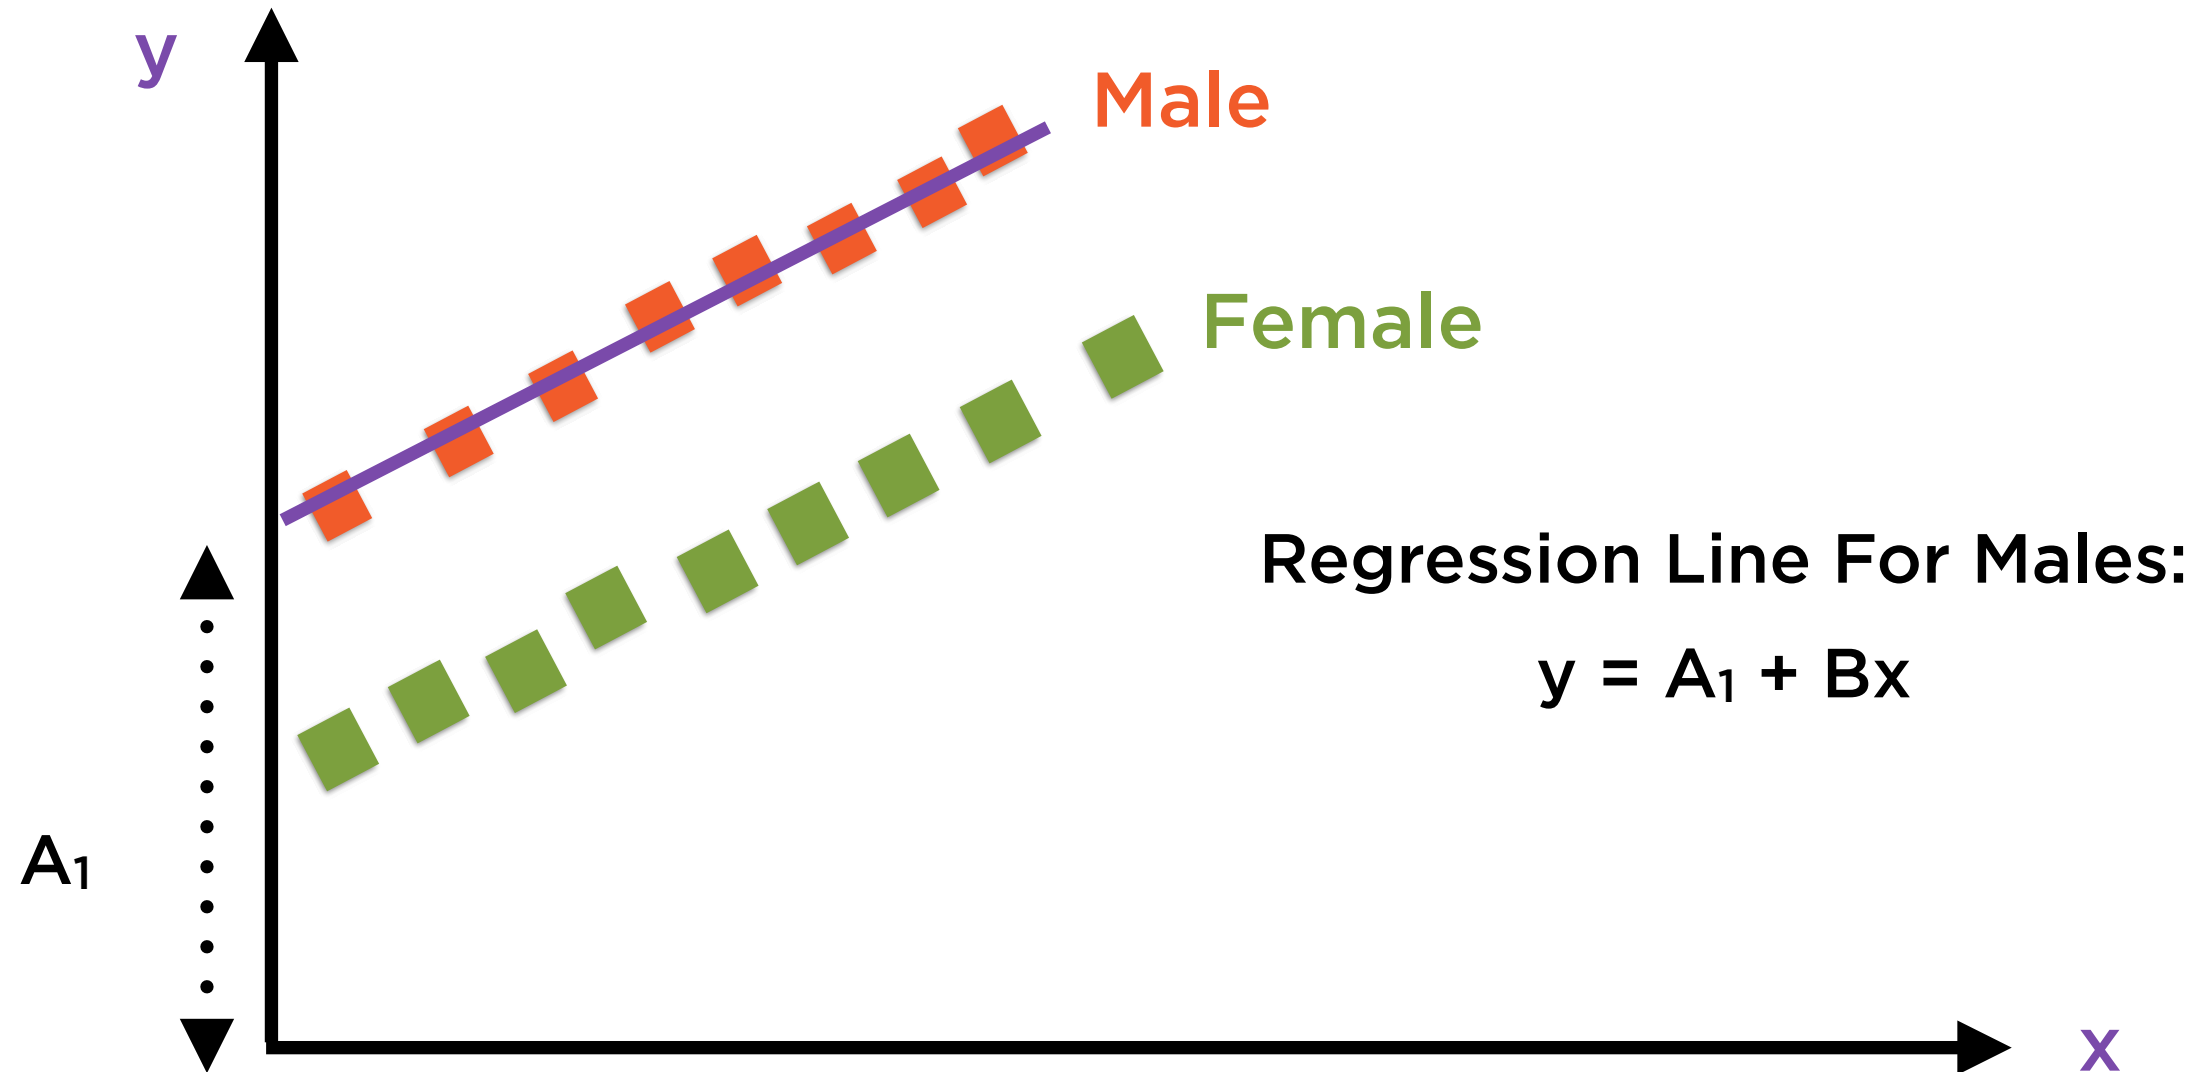 y
Male
Female
Regression Line For Males:
y = A₁ + Bx
A₁
x